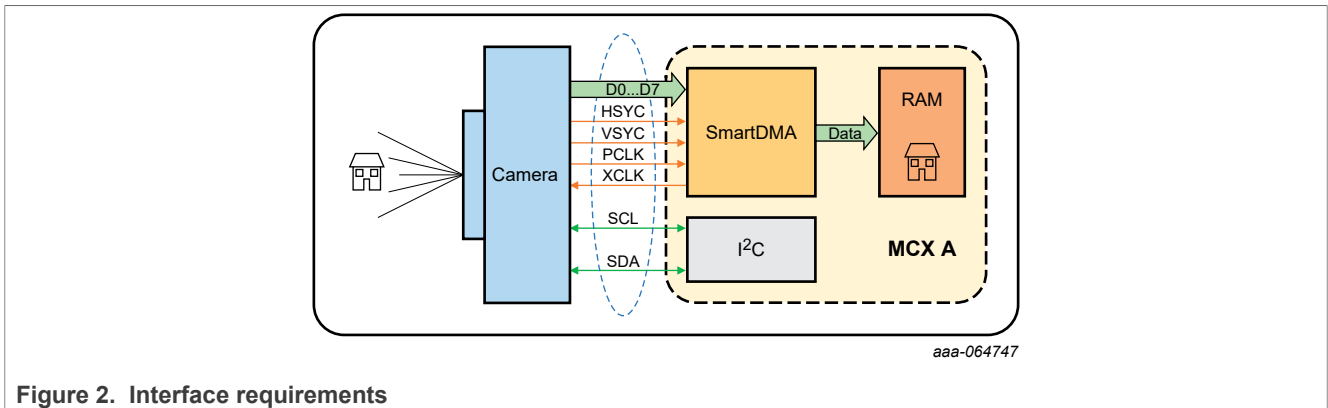 D0...D7
HSYC
VSYC
PCLK
XCLK
SCL
SDA
Camera
SmartDMA
Data
RAM
I²C
MCX A
aaa-064747
Figure 2. Interface requirements